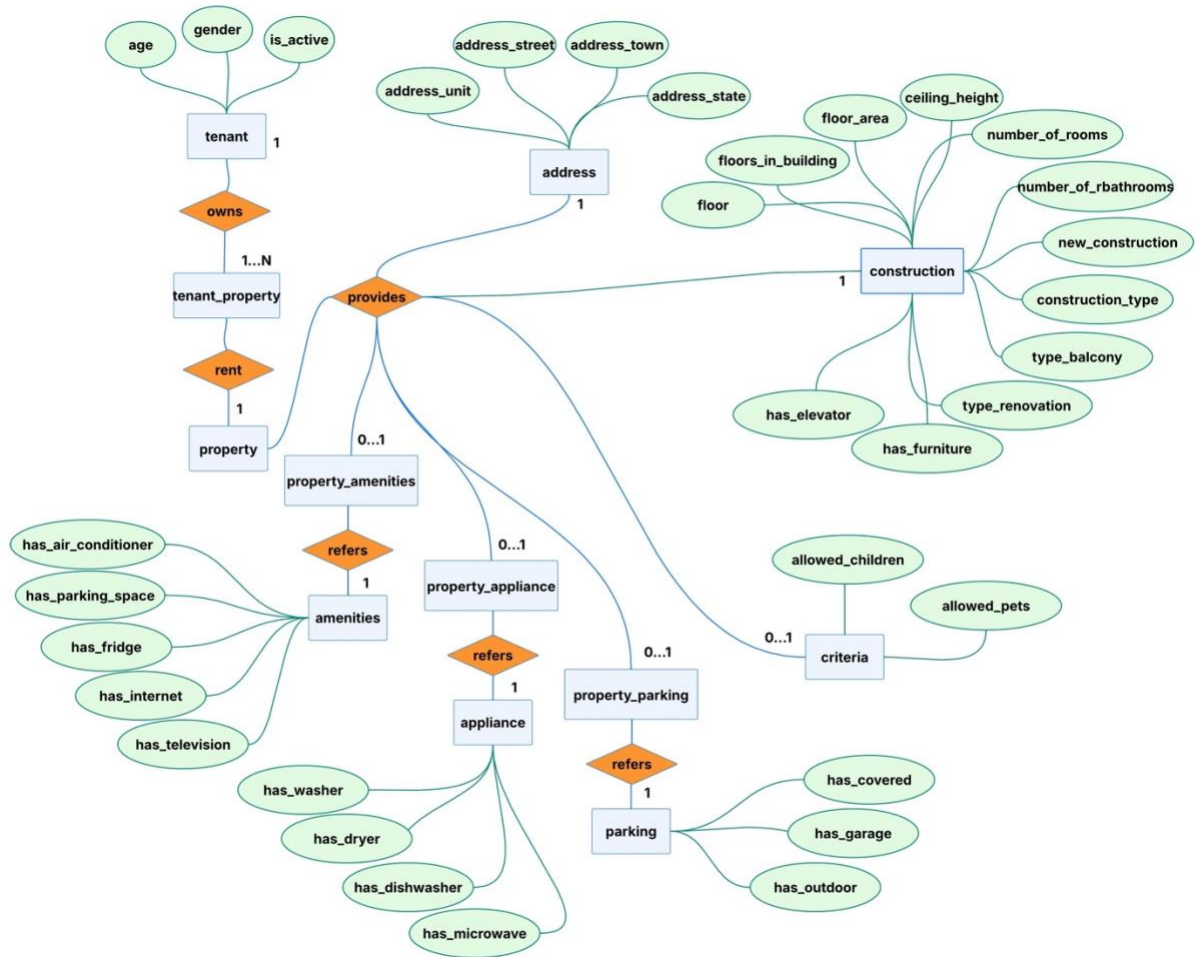 age
gender
is_active
tenant
1
owns
1...N
tenant_property
rent
1
property
address_unit
address_street
address_town
address_state
address
1
provides
floor
floors_in_building
floor_area
ceiling_height
number_of_rooms
number_of_rbathrooms
new_construction
construction_type
type_balcony
type_renovation
has_furniture
has_elevator
construction
1
0...1
property_amenities
refers
1
amenities
has_air_conditioner
has_parking_space
has_fridge
has_internet
has_television
0...1
property_appliance
refers
1
appliance
has_washer
has_dryer
has_dishwasher
has_microwave
0...1
property_parking
refers
1
parking
has_covered
has_garage
has_outdoor
0...1
criteria
allowed_children
allowed_pets